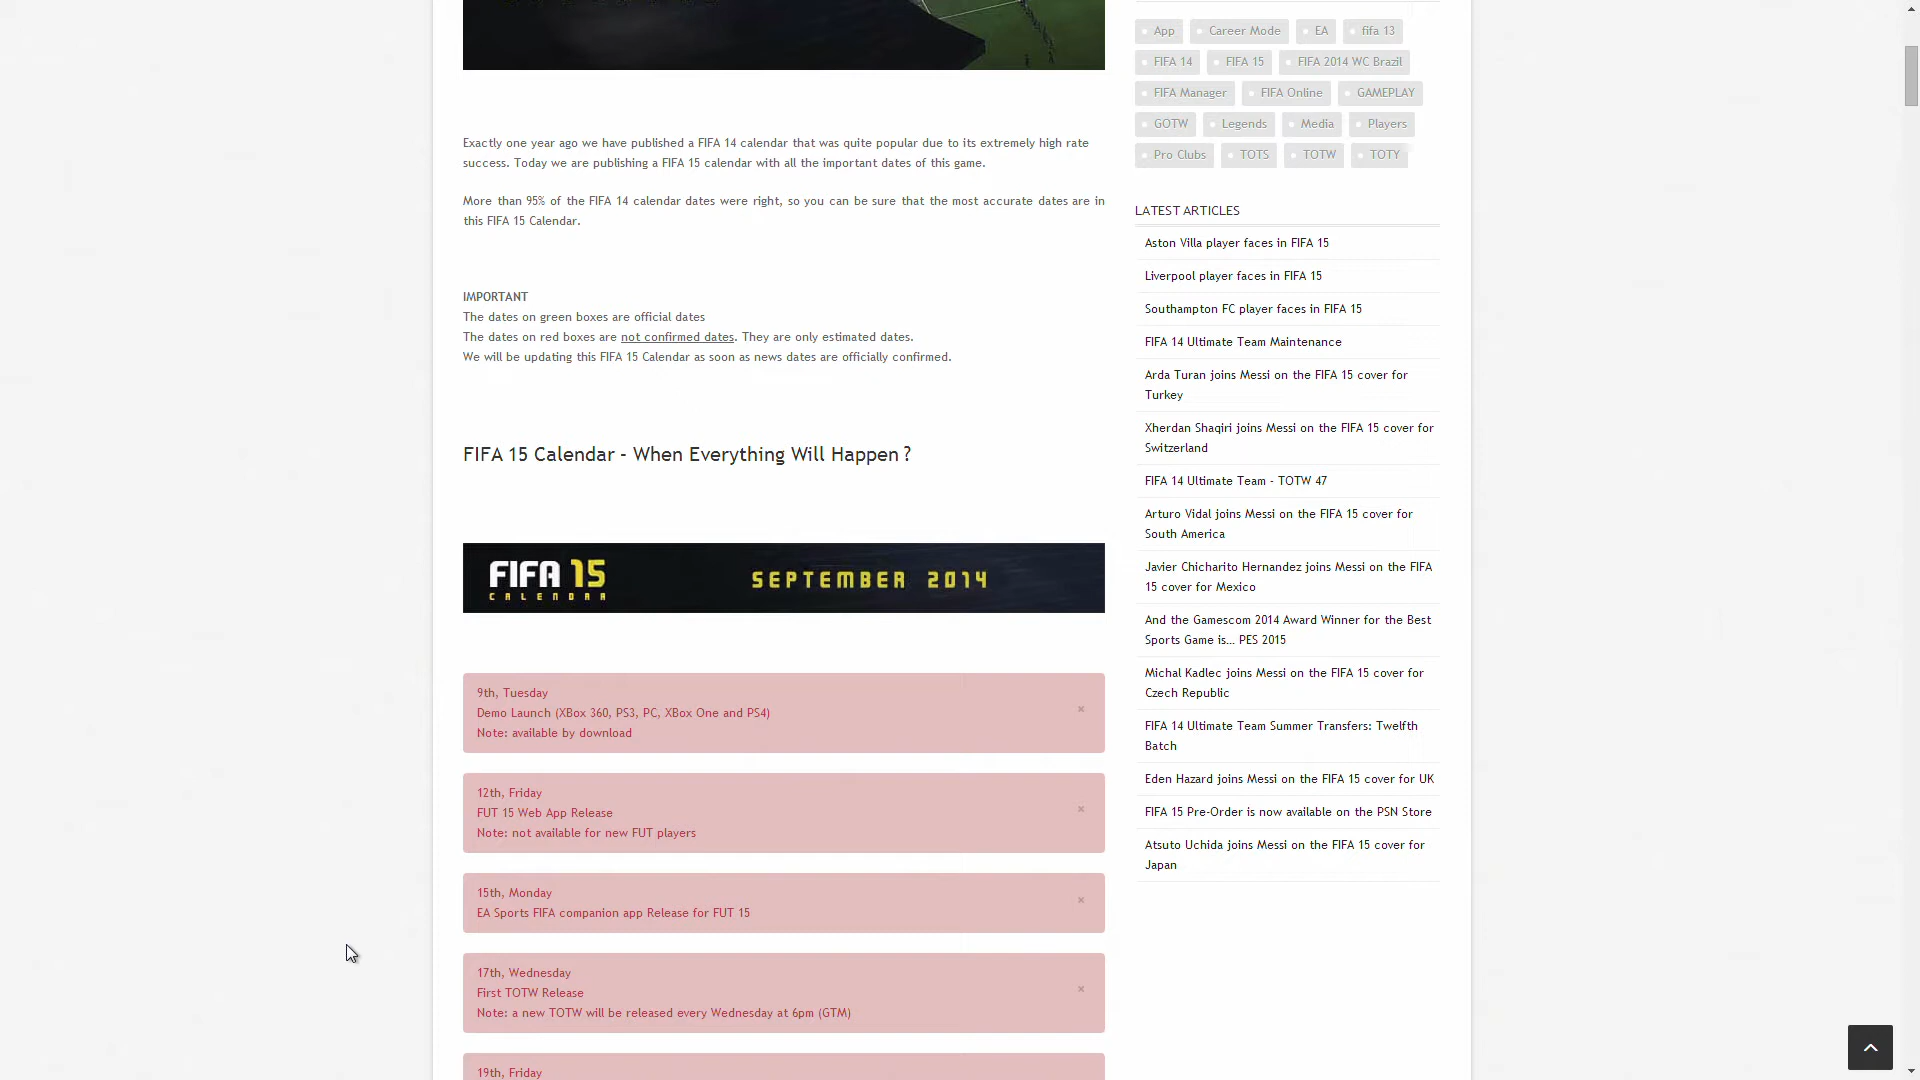 Exactly one year ago we have published a FIFA 14 calendar that was quite popular due to its extremely high rate
success. Today we are publishing a FIFA 15 calendar with all the important dates of this game.
More than 95% of the FIFA 14 calendar dates were right, so you can be sure that the most accurate dates are in
this FIFA 15 Calendar.
IMPORTANT
The dates on green boxes are official dates
The dates on red boxes are not confirmed dates. They are only estimated dates.
We will be updating this FIFA 15 Calendar as soon as news dates are officially confirmed.
FIFA 15 Calendar - When Everything Will Happen ?
FIFA 15
CALENDAR
SEPTEMBER 2014
9th, Tuesday
Demo Launch (XBox 360, PS3, PC, XBox One and PS4)
Note: available by download
×
12th, Friday
FUT 15 Web App Release
Note: not available for new FUT players
×
15th, Monday
EA Sports FIFA companion app Release for FUT 15
×
17th, Wednesday
First TOTW Release
Note: a new TOTW will be released every Wednesday at 6pm (GTM)
×
19th, Friday
App Career Mode EA fifa 13
FIFA 14 FIFA 15 FIFA 2014 WC Brazil
FIFA Manager FIFA Online GAMEPLAY
GOTW Legends Media Players
Pro Clubs TOTS TOTW TOTY
LATEST ARTICLES
Aston Villa player faces in FIFA 15
Liverpool player faces in FIFA 15
Southampton FC player faces in FIFA 15
FIFA 14 Ultimate Team Maintenance
Arda Turan joins Messi on the FIFA 15 cover for
Turkey
Xherdan Shaqiri joins Messi on the FIFA 15 cover for
Switzerland
FIFA 14 Ultimate Team - TOTW 47
Arturo Vidal joins Messi on the FIFA 15 cover for
South America
Javier Chicharito Hernandez joins Messi on the FIFA
15 cover for Mexico
And the Gamescom 2014 Award Winner for the Best
Sports Game is... PES 2015
Michal Kadlec joins Messi on the FIFA 15 cover for
Czech Republic
FIFA 14 Ultimate Team Summer Transfers: Twelfth
Batch
Eden Hazard joins Messi on the FIFA 15 cover for UK
FIFA 15 Pre-Order is now available on the PSN Store
Atsuto Uchida joins Messi on the FIFA 15 cover for
Japan